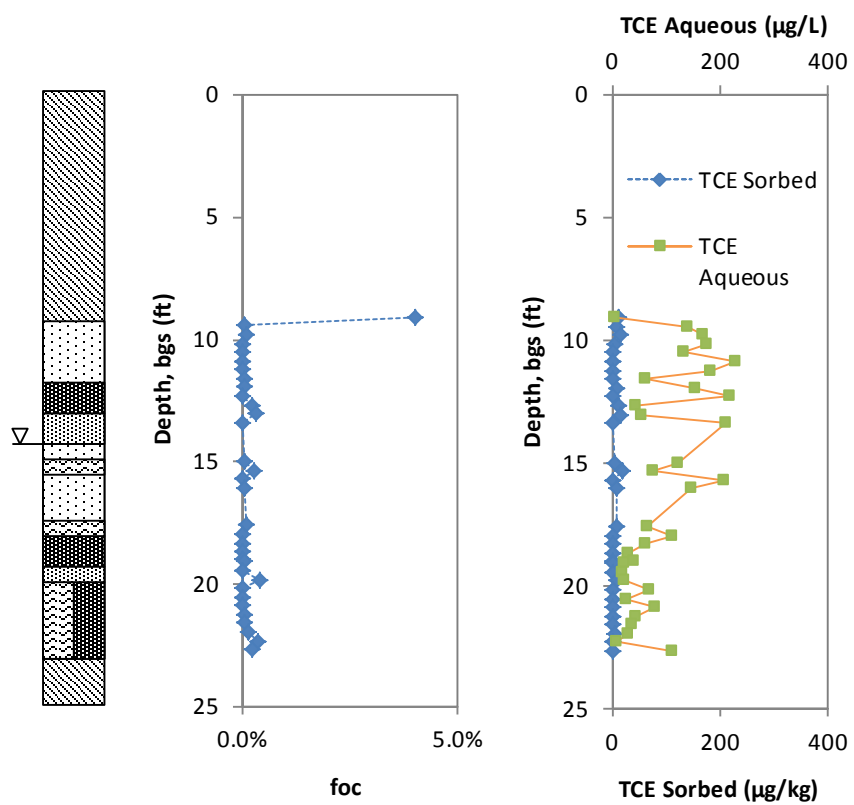 TCE Aqueous (µg/L)
0 200 400
0
5
10
15
20
25
Depth, bgs (ft)
0.0% 5.0%
foc
0
5
10
15
20
25
Depth, bgs (ft)
TCE Sorbed
TCE
Aqueous
0 200 400
TCE Sorbed (µg/kg)